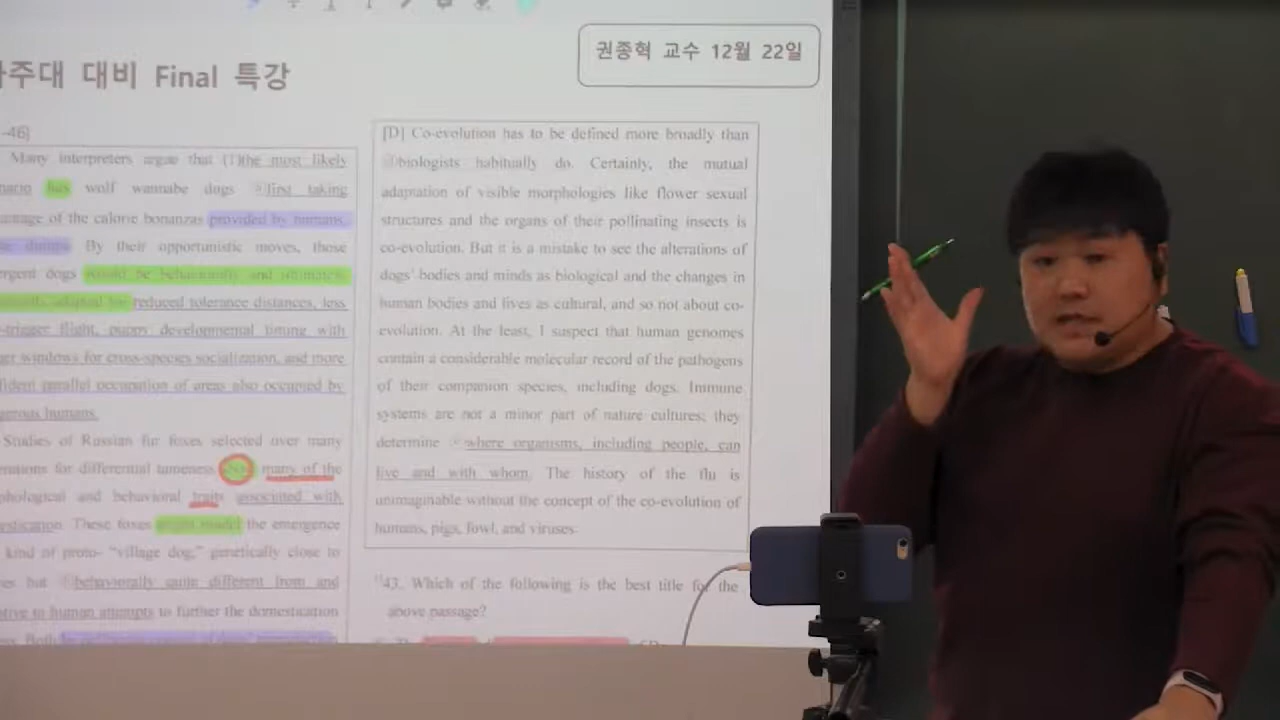 주대 대비 Final 특강
권종혁 교수 12월 22일
-46]
Many interpreters argue that (1)the most likely
has wolf wannabe dogs first taking
of the calorie bonanzas provided by humans,
dumps. By their opportunistic moves, those
dogs would be behaviorally and ultimately
adapted for reduced tolerance distances, less
-trigger flight, puppy developmental timing with
windows for cross-species socialization, and more
parallel occupation of areas also occupied by
humans.
Studies of Russian fur foxes selected over many
for differential tameness many of the
and behavioral traits associated with
These foxes might model the emergence
kind of proto- “village dog,” genetically close to
but behaviorally quite different from and
to human attempts to further the domestication
[D] Co-evolution has to be defined more broadly than
biologists habitually do. Certainly, the mutual
adaptation of visible morphologies like flower sexual
structures and the organs of their pollinating insects is
co-evolution. But it is a mistake to see the alterations of
dogs’ bodies and minds as biological and the changes in
human bodies and lives as cultural, and so not about co-
evolution. At the least, I suspect that human genomes
contain a considerable molecular record of the pathogens
of their companion species, including dogs. Immune
systems are not a minor part of nature cultures; they
determine where organisms, including people, can
live and with whom. The history of the flu is
unimaginable without the concept of the co-evolution of
humans, pigs, fowl, and viruses.
43. Which of the following is the best title for the
above passage?